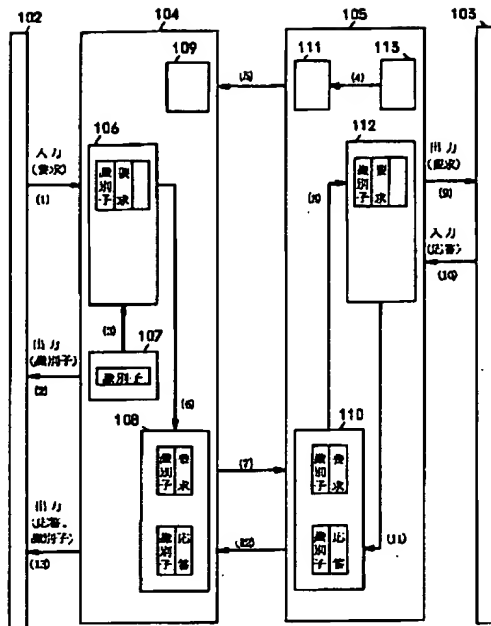 102
104
105
103
109
(5)
111
(4)
113
106
112
入力
(要求)
(1)
識別子
要求
(8)
識別子
要求
出力
(要求)
(9)
入力
(応答)
(10)
(3)
107
識別子
出力
(識別子)
(2)
(6)
108
110
識別子
要求
(7)
識別子
要求
出力
(応答、
識別子)
(13)
識別子
応答
(12)
識別子
応答
(11)